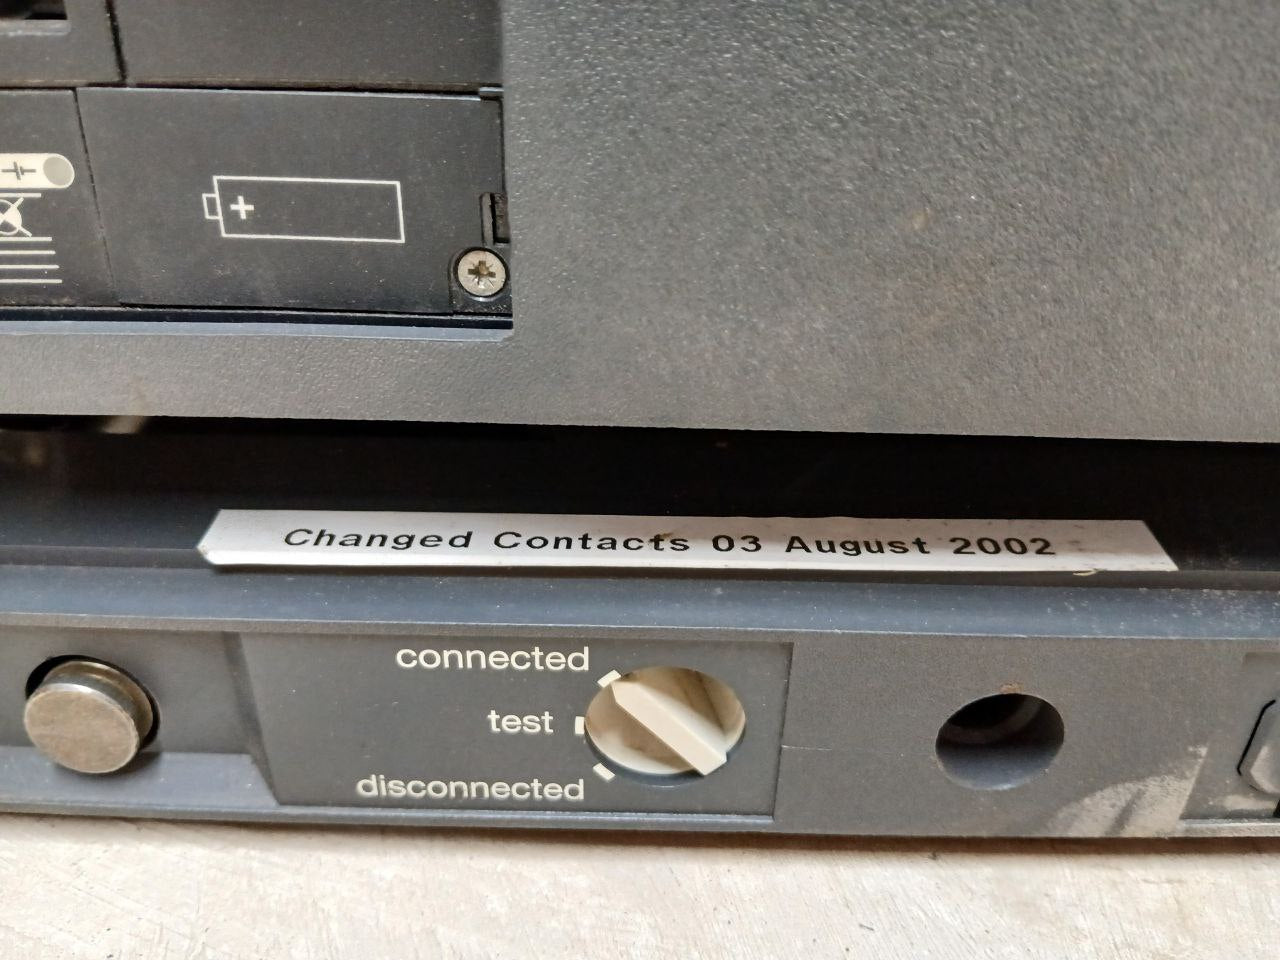 +
Changed Contacts 03 August 2002
connected
test
disconnected